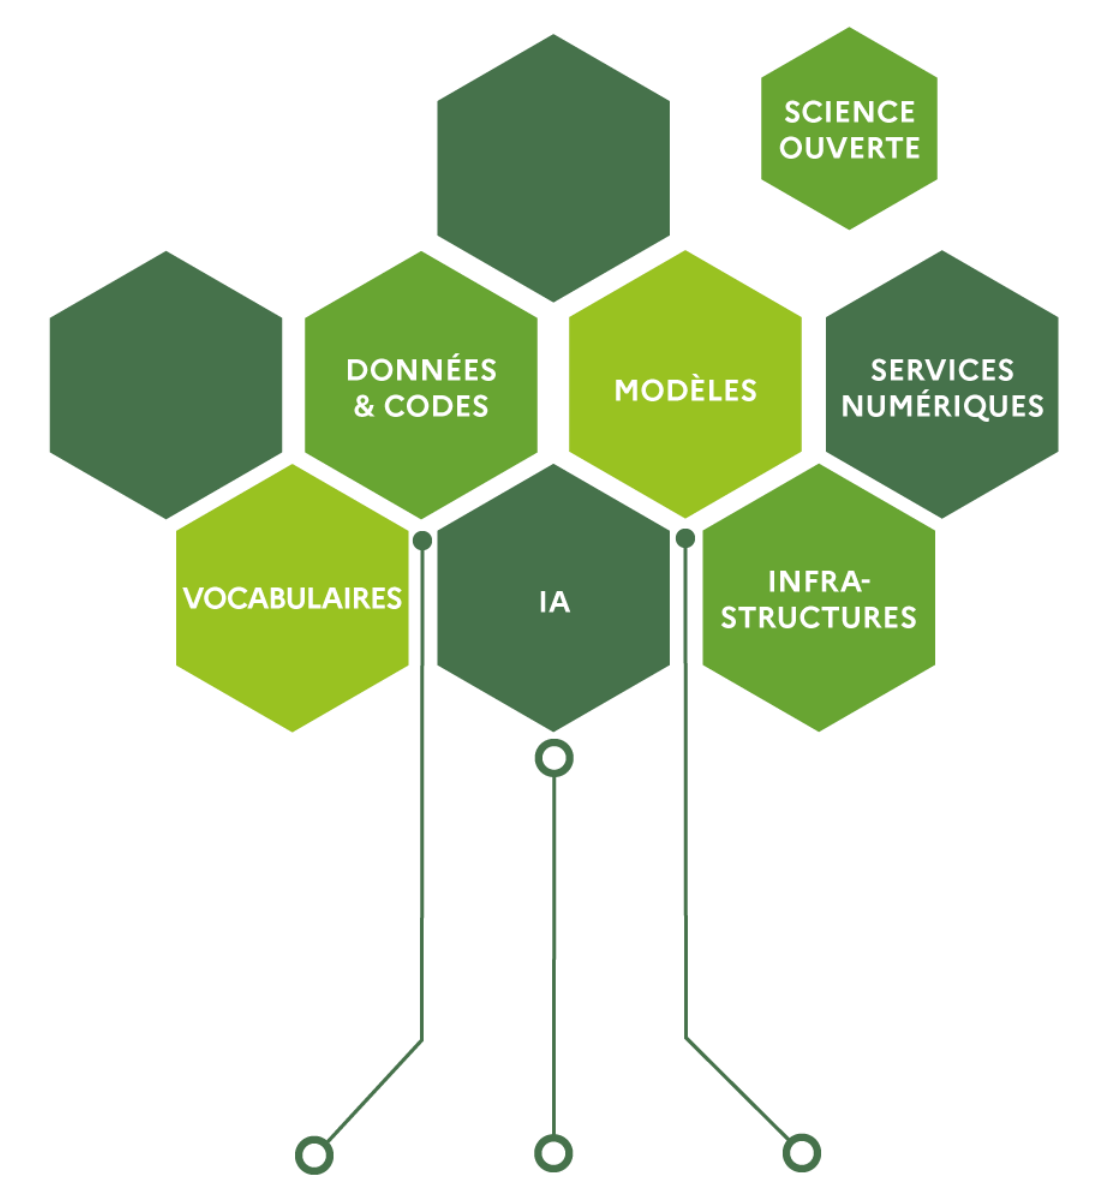 SCIENCE
OUVERTE
DONNÉES
& CODES
MODÈLES
SERVICES
NUMÉRIQUES
VOCABULAIRES
IA
INFRA-
STRUCTURES